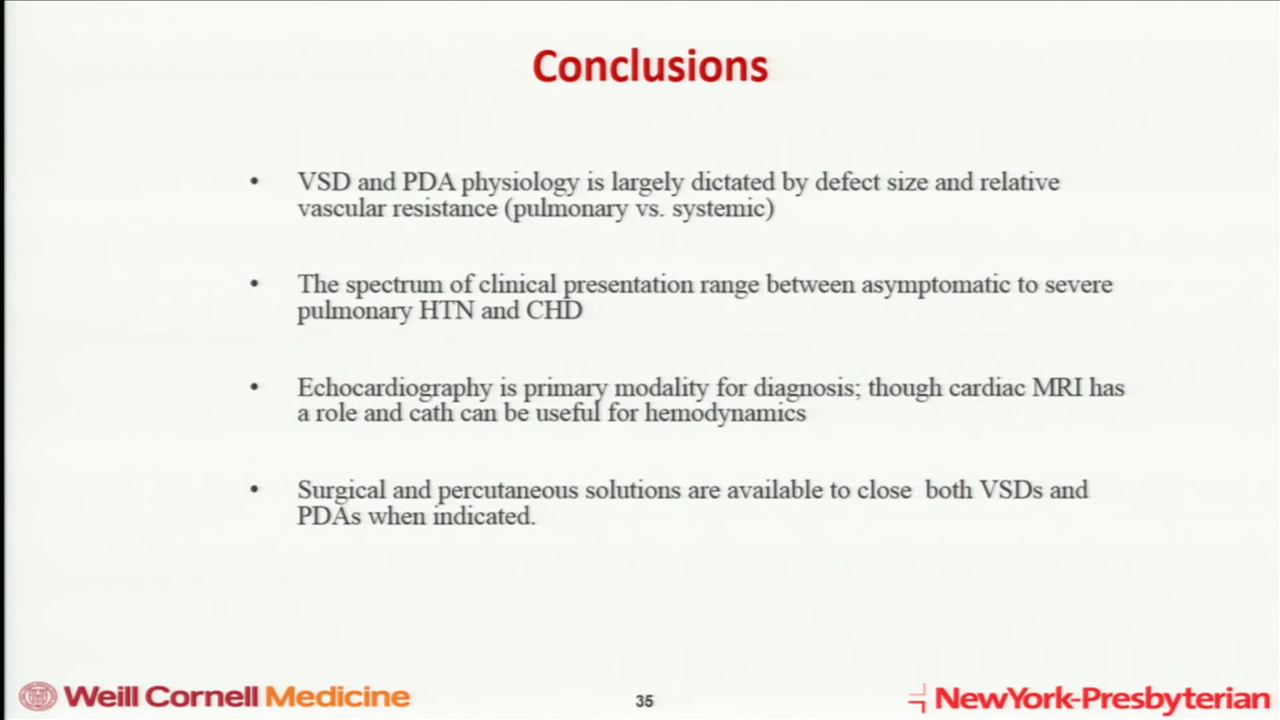 Conclusions
• VSD and PDA physiology is largely dictated by defect size and relative
vascular resistance (pulmonary vs. systemic)
• The spectrum of clinical presentation range between asymptomatic to severe
pulmonary HTN and CHD
• Echocardiography is primary modality for diagnosis; though cardiac MRI has
a role and cath can be useful for hemodynamics
• Surgical and percutaneous solutions are available to close both VSDs and
PDAs when indicated.
Weill Cornell Medicine
35
NewYork-Presbyterian